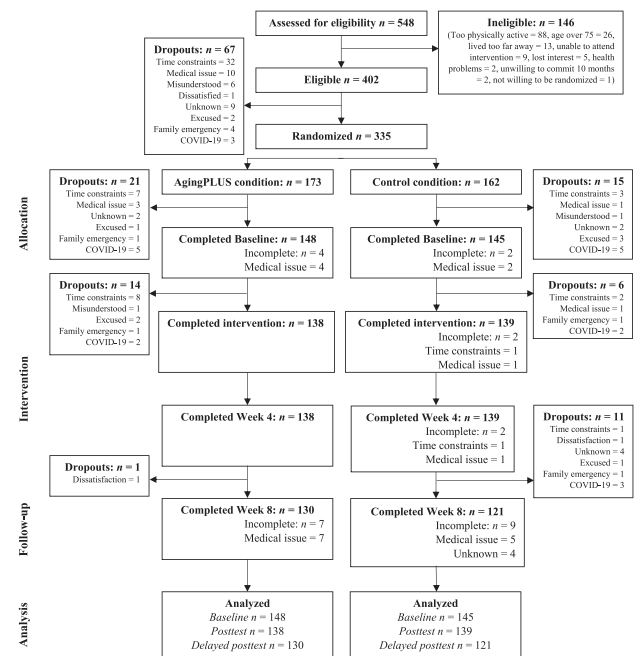 Assessed for eligibility n = 548
Ineligible: n = 146
(Too physically active = 88, age over 75 = 26,
lived too far away = 13, unable to attend
intervention = 9, lost interest = 5, health
problems = 2, unwilling to commit 10 months
= 2, not willing to be randomized = 1)
Dropouts: n = 67
Time constraints = 32
Medical issue = 10
Misunderstood = 6
Dissatisfied = 1
Unknown = 9
Excused = 2
Family emergency = 4
COVID-19 = 3
Eligible n = 402
Randomized n = 335
Allocation
Dropouts: n = 21
Time constraints = 7
Medical issue = 3
Unknown = 2
Excused = 1
Family emergency = 1
COVID-19 = 5
AgingPLUS condition: n = 173
Control condition: n = 162
Dropouts: n = 15
Time constraints = 3
Medical issue = 1
Misunderstood = 1
Unknown = 2
Excused = 3
COVID-19 = 5
Completed Baseline: n = 148
Incomplete: n = 4
Medical issue = 4
Completed Baseline: n = 145
Incomplete: n = 2
Medical issue = 2
Intervention
Dropouts: n = 14
Time constraints = 8
Misunderstood = 1
Excused = 2
Family emergency = 1
COVID-19 = 2
Dropouts: n = 6
Time constraints = 2
Medical issue = 1
Family emergency = 1
COVID-19 = 2
Completed intervention: n = 138
Completed intervention: n = 139
Incomplete: n = 2
Time constraints = 1
Medical issue = 1
Completed Week 4: n = 138
Completed Week 4: n = 139
Incomplete: n = 2
Time constraints = 1
Medical issue = 1
Follow-up
Dropouts: n = 1
Dissatisfaction = 1
Dropouts: n = 11
Time constraints = 1
Dissatisfaction = 1
Unknown = 4
Excused = 1
Family emergency = 1
COVID-19 = 3
Completed Week 8: n = 130
Incomplete: n = 7
Medical issue = 7
Completed Week 8: n = 121
Incomplete: n = 9
Medical issue = 5
Unknown = 4
Analysis
Analyzed
Baseline n = 148
Posttest n = 138
Delayed posttest n = 130
Analyzed
Baseline n = 145
Posttest n = 139
Delayed posttest n = 121